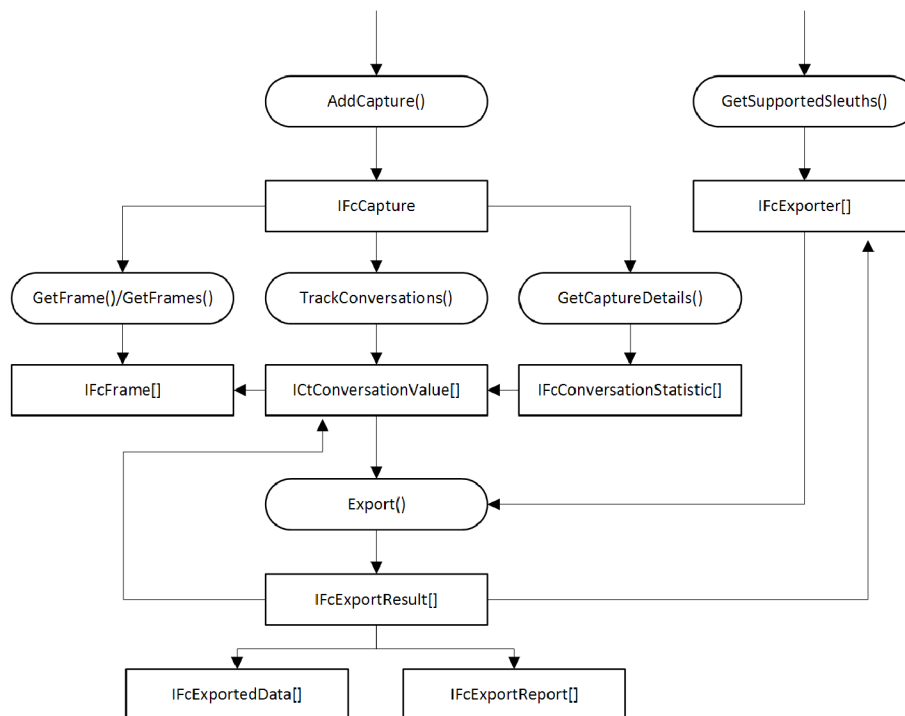 AddCapture()
GetSupportedSleuths()
IFcCapture
IFcExporter[]
GetFrame()/GetFrames()
TrackConversations()
GetCaptureDetails()
IFcFrame[]
ICtConversationValue[]
IFcConversationStatistic[]
Export()
IFcExportResult[]
IFcExportedData[]
IFcExportReport[]